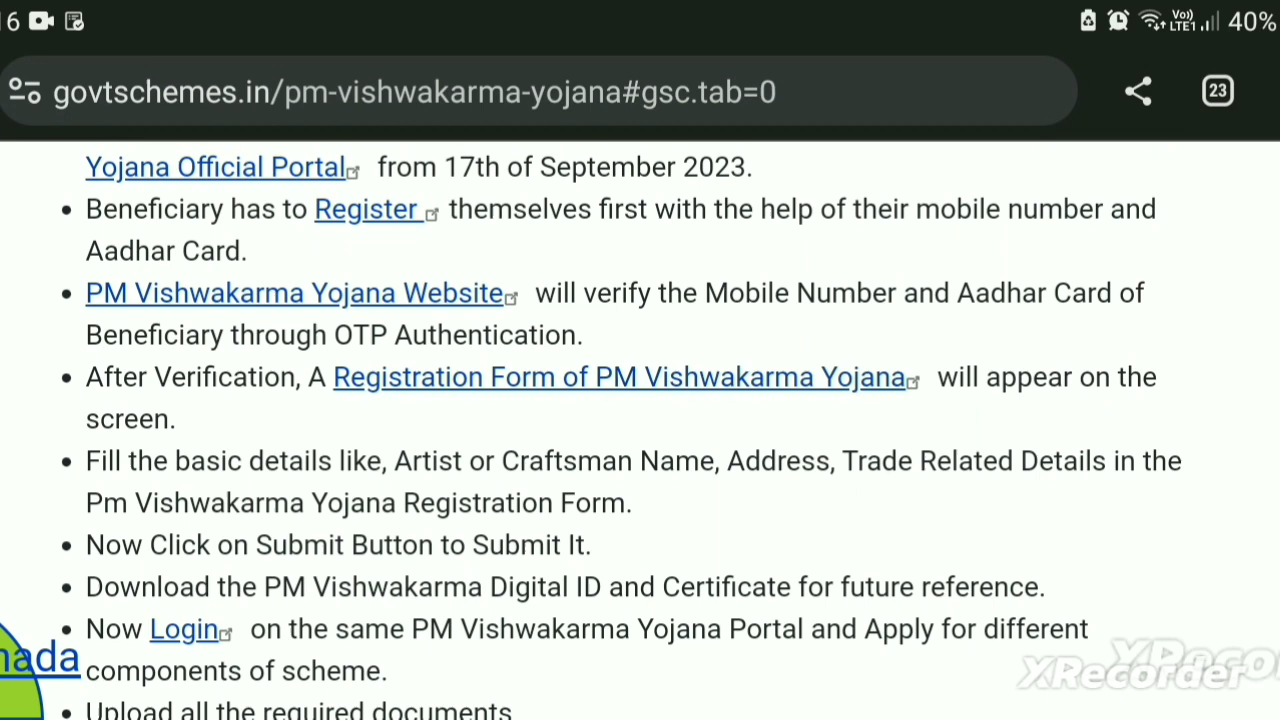 16
Vo)) LTE1 40%
govtschemes.in/pm-vishwakarma-yojana#gsc.tab=0
23
Yojana Official Portal from 17th of September 2023.
• Beneficiary has to Register themselves first with the help of their mobile number and
Aadhar Card.
• PM Vishwakarma Yojana Website will verify the Mobile Number and Aadhar Card of
Beneficiary through OTP Authentication.
• After Verification, A Registration Form of PM Vishwakarma Yojana will appear on the
screen.
• Fill the basic details like, Artist or Craftsman Name, Address, Trade Related Details in the
Pm Vishwakarma Yojana Registration Form.
• Now Click on Submit Button to Submit It.
• Download the PM Vishwakarma Digital ID and Certificate for future reference.
• Now Login on the same PM Vishwakarma Yojana Portal and Apply for different
components of scheme.
nada
XRecorder
• Upload all the required documents